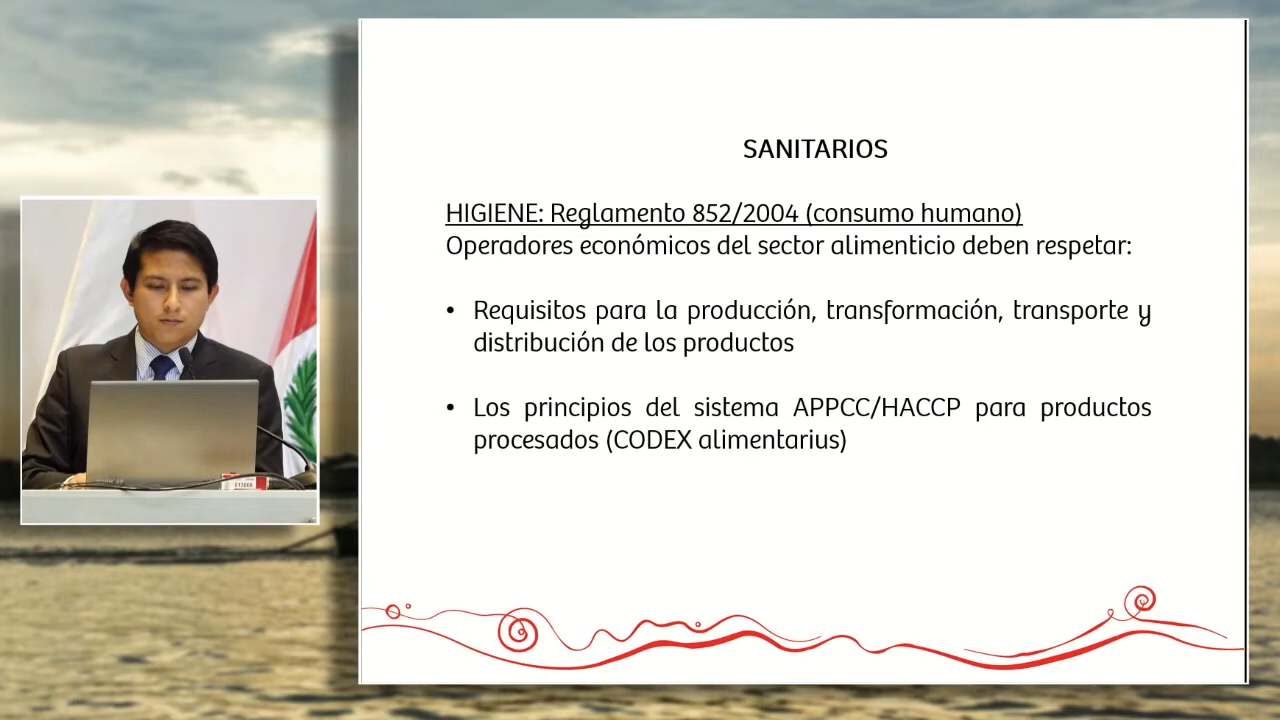 SANITARIOS
HIGIENE: Reglamento 852/2004 (consumo humano)
Operadores económicos del sector alimenticio deben respetar:
• Requisitos para la producción, transformación, transporte y
distribución de los productos
• Los principios del sistema APPCC/HACCP para productos
procesados (CODEX alimentarius)